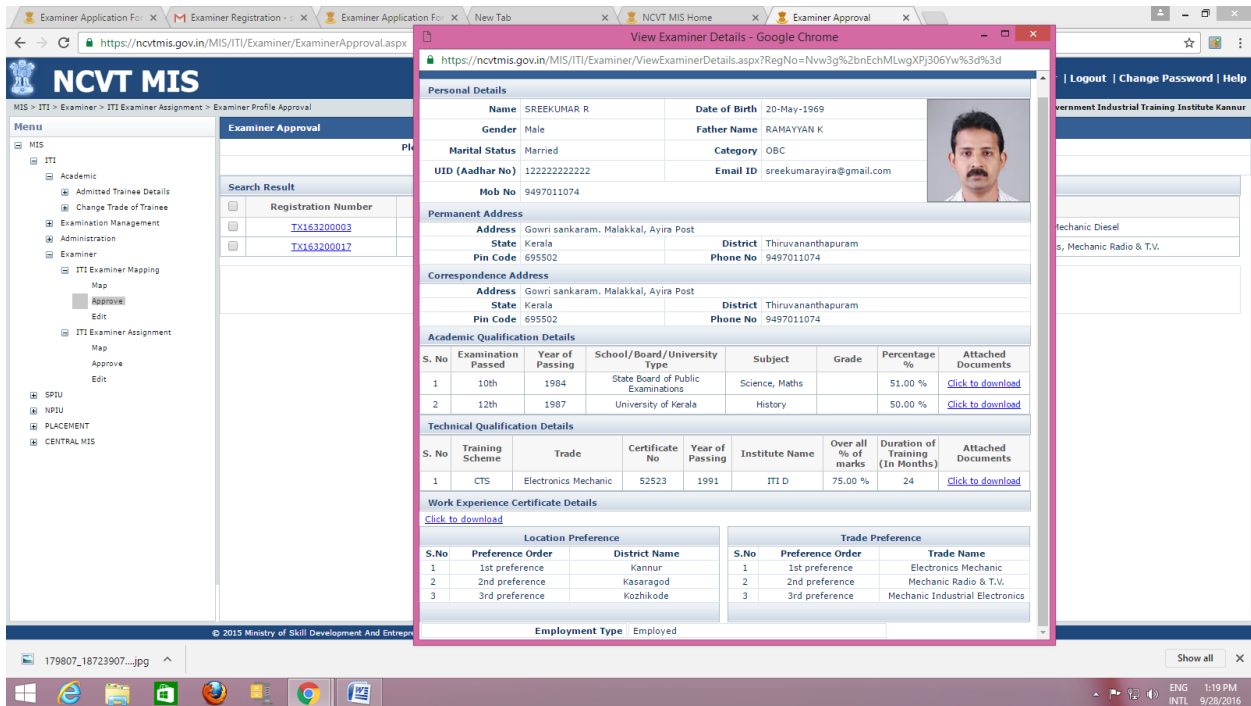 Examiner Application For
Examiner Registration - s
Examiner Application For
New Tab
NCVT MIS Home
Examiner Approval
https://ncvtmis.gov.in/MIS/ITI/Examiner/ExaminerApproval.aspx
NCVT MIS
| Logout | Change Password | Help
MIS > ITI > Examiner > ITI Examiner Assignment > Examiner Profile Approval
vernment Industrial Training Institute Kannur
Menu
MIS
ITI
Academic
Admitted Trainee Details
Change Trade of Trainee
Examination Management
Administration
Examiner
ITI Examiner Mapping
Map
Approve
Edit
ITI Examiner Assignment
Map
Approve
Edit
SPIU
NPIU
PLACEMENT
CENTRAL MIS
Examiner Approval
Ple
Search Result
Registration Number
TX163200003
Mechanic Diesel
TX163200017
s, Mechanic Radio & T.V.
View Examiner Details - Google Chrome
https://ncvtmis.gov.in/MIS/ITI/Examiner/ViewExaminerDetails.aspx?RegNo=Nvw3g%2bnEchMLwgXPj306Yw%3d%3d
Personal Details
Name SREEKUMAR R Date of Birth 20-May-1969
Gender Male Father Name RAMAYYAN K
Marital Status Married Category OBC
UID (Aadhar No) 122222222222 Email ID sreekumarayira@gmail.com
Mob No 9497011074
Permanent Address
Address Gowri sankaram. Malakkal, Ayira Post
State Kerala District Thiruvananthapuram
Pin Code 695502 Phone No 9497011074
Correspondence Address
Address Gowri sankaram. Malakkal, Ayira Post
State Kerala District Thiruvananthapuram
Pin Code 695502 Phone No 9497011074
Academic Qualification Details
S. No Examination Passed Year of Passing School/Board/University Type Subject Grade Percentage % Attached Documents
1 10th 1984 State Board of Public Examinations Science, Maths 51.00 % Click to download
2 12th 1987 University of Kerala History 50.00 % Click to download
Technical Qualification Details
S. No Training Scheme Trade Certificate No Year of Passing Institute Name Over all % of marks Duration of Training (In Months) Attached Documents
1 CTS Electronics Mechanic 52523 1991 ITI D 75.00 % 24 Click to download
Work Experience Certificate Details
Click to download
Location Preference
S.No Preference Order District Name
1 1st preference Kannur
2 2nd preference Kasaragod
3 3rd preference Kozhikode
Trade Preference
S.No Preference Order Trade Name
1 1st preference Electronics Mechanic
2 2nd preference Mechanic Radio & T.V.
3 3rd preference Mechanic Industrial Electronics
Employment Type Employed
© 2015 Ministry of Skill Development And Entrepre
179807_18723907....jpg
Show all
ENG 1:19 PM
INTL 9/28/2016